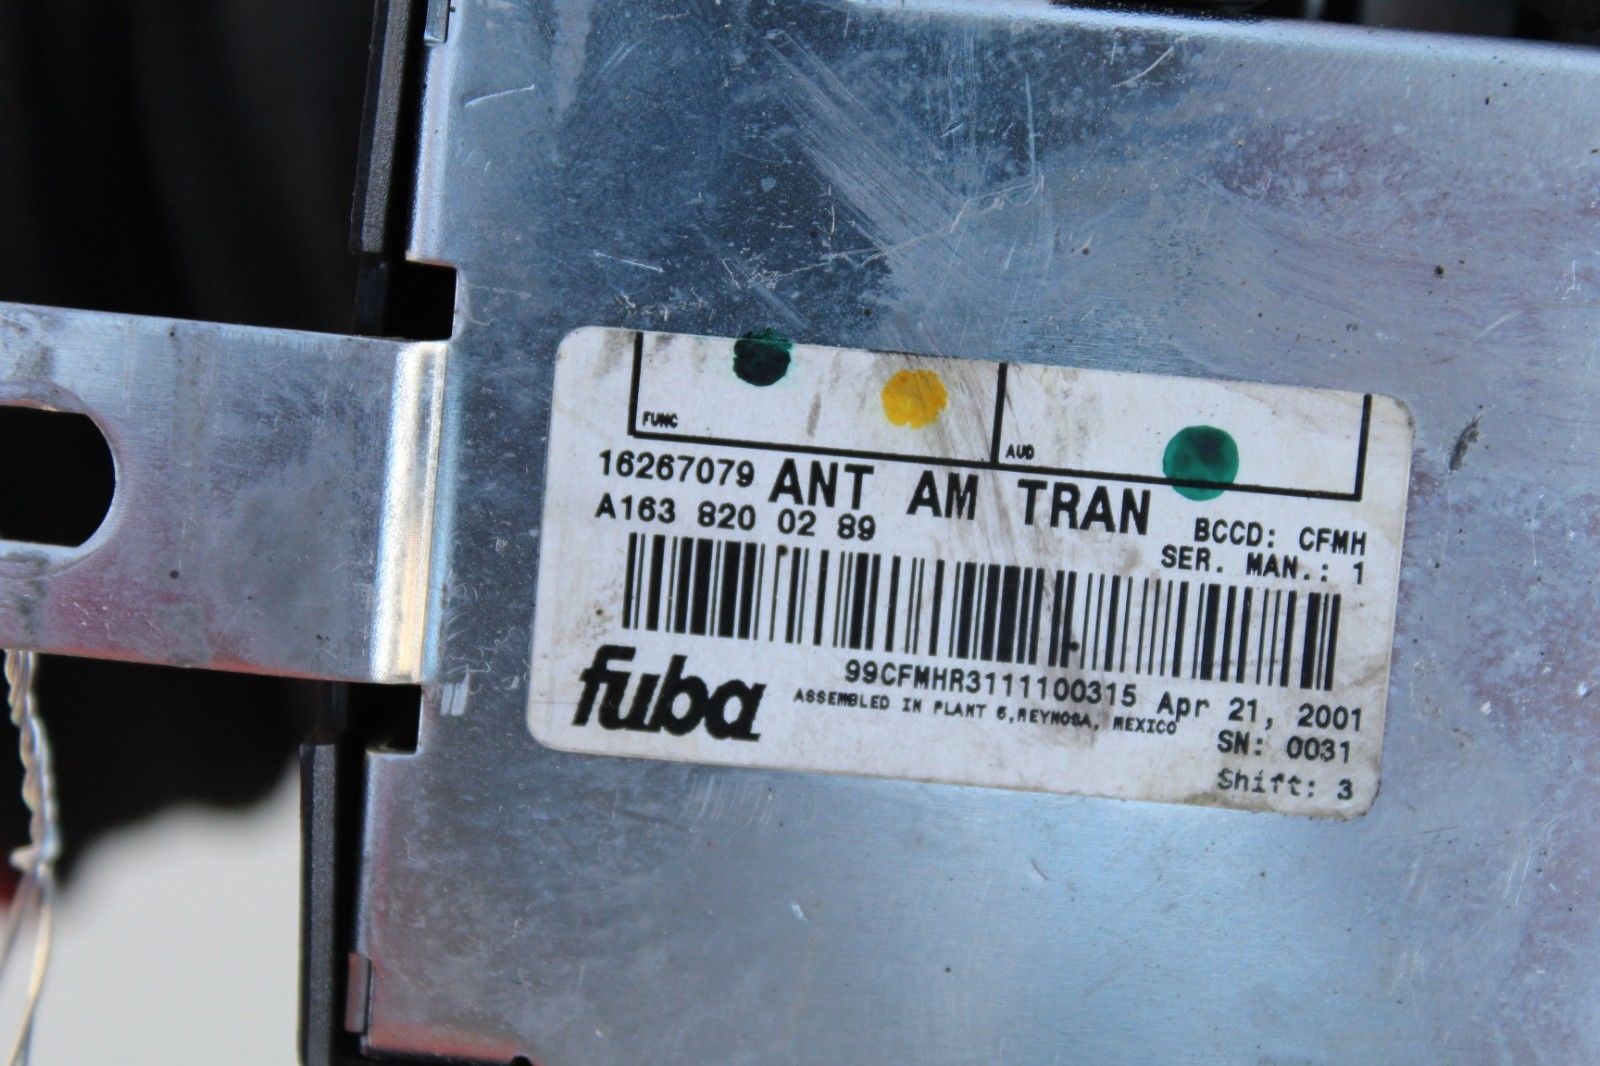 FUNC
AUD
16267079 ANT AM TRAN
A163 820 02 89
BCCD: CFMH
SER. MAN.: 1
99CFMHR3111100315 Apr 21, 2001
fuba
ASSEMBLED IN PLANT 6, REYNOSA, MEXICO
SN: 0031
Shift: 3